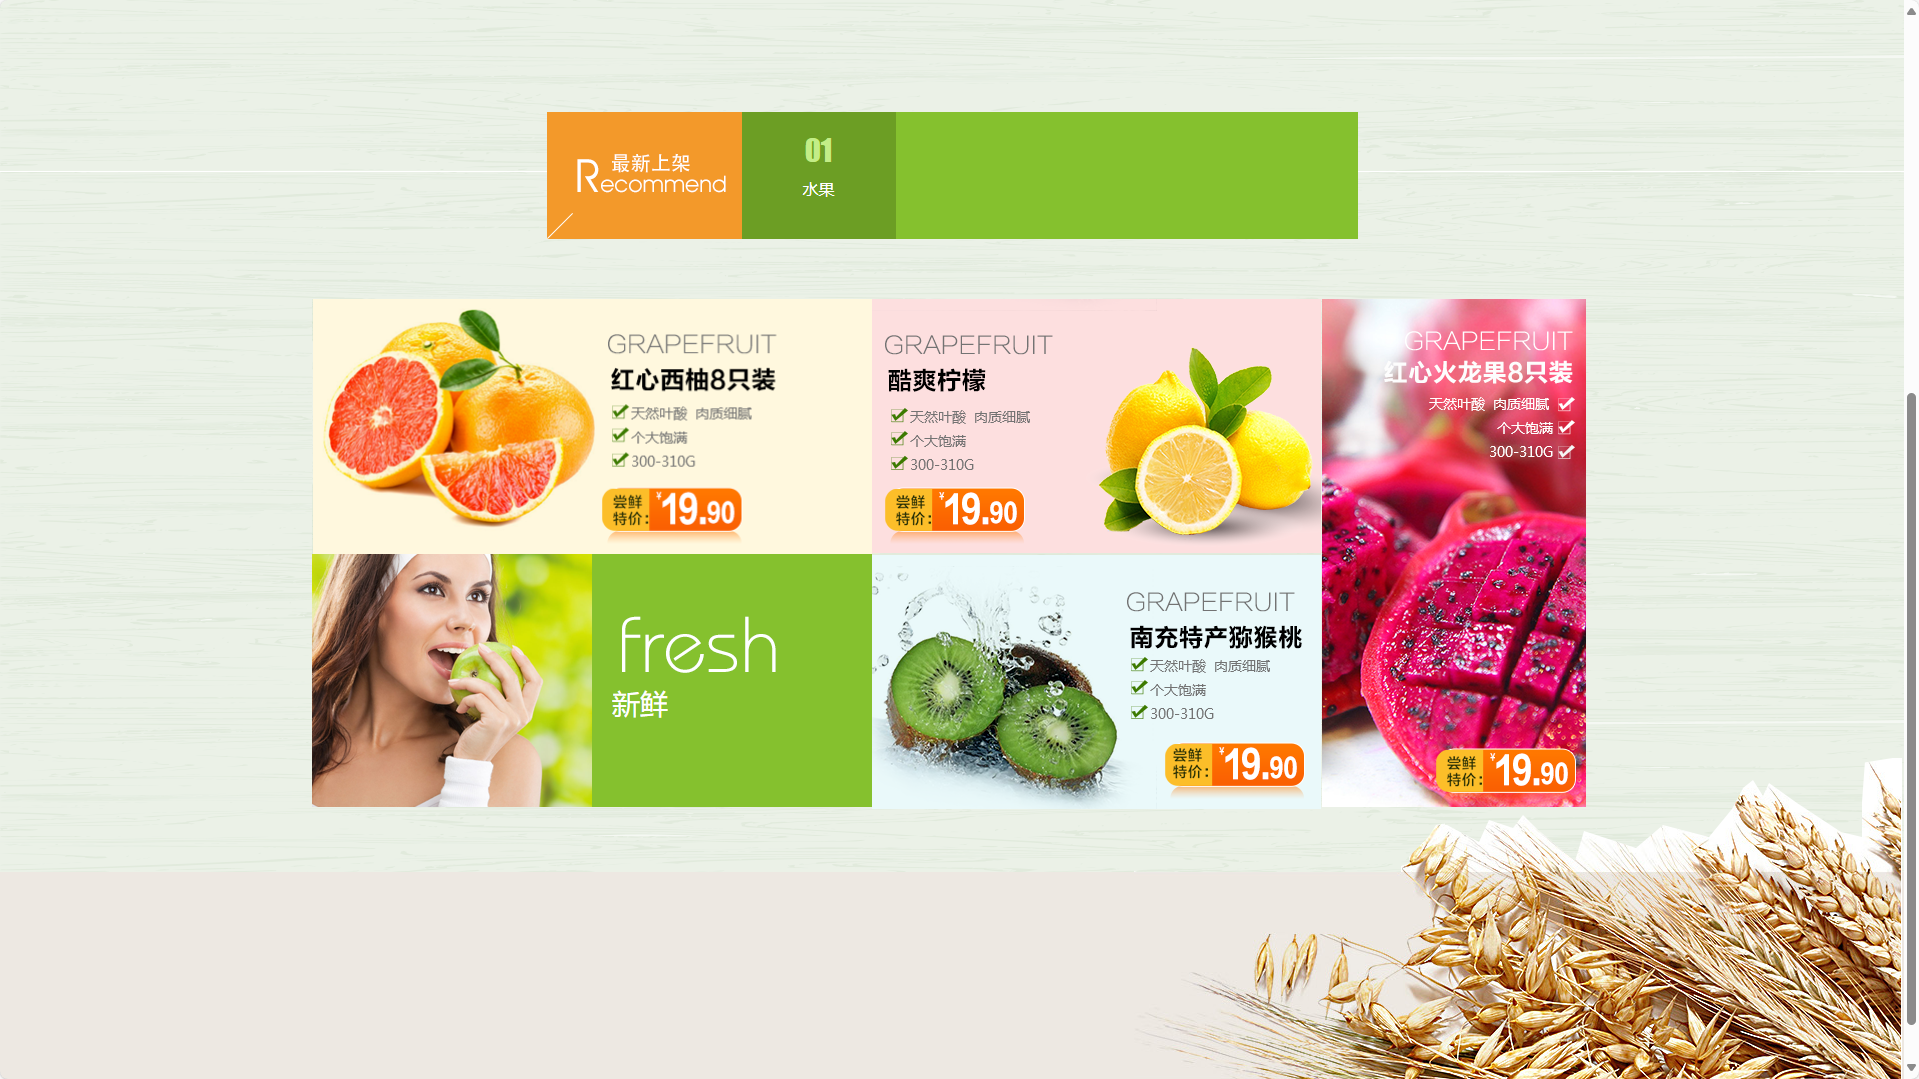 最新上架
Recommend
01
水果
GRAPEFRUIT
红心西柚8只装
天然叶酸 肉质细腻
个大饱满
300-310G
尝鲜
特价：
¥19.90
GRAPEFRUIT
酷爽柠檬
天然叶酸 肉质细腻
个大饱满
300-310G
尝鲜
特价：
¥19.90
GRAPEFRUIT
红心火龙果8只装
天然叶酸 肉质细腻
个大饱满
300-310G
尝鲜
特价：
¥19.90
fresh
新鲜
GRAPEFRUIT
南充特产猕猴桃
天然叶酸 肉质细腻
个大饱满
300-310G
尝鲜
特价：
¥19.90